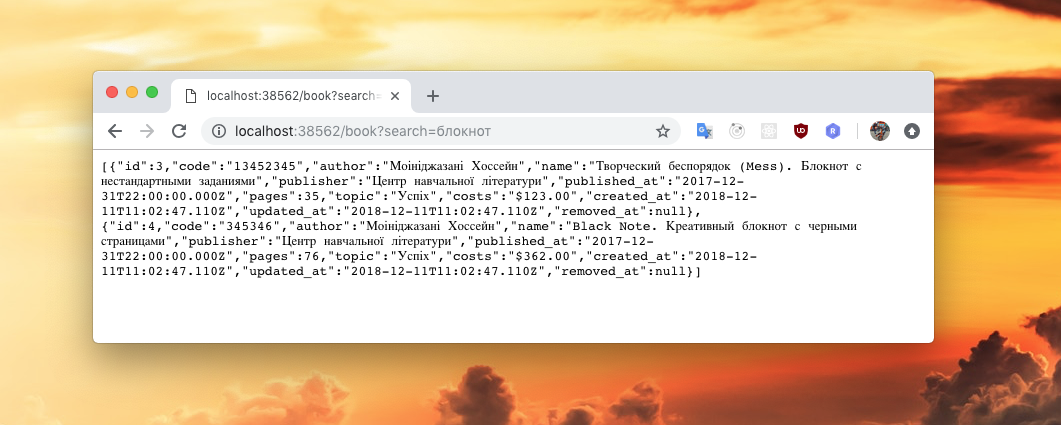 localhost:38562/book?search=
localhost:38562/book?search=блокнот
[{"id":3,"code":"13452345","author":"Моініджазані Хоссейн","name":"Творческий беспорядок (Mess). Блокнот с
нестандартными заданиями","publisher":"Центр навчальної літератури","published_at":"2017-12-
31T22:00:00.000Z","pages":35,"topic":"Успіх","costs":"$123.00","created_at":"2018-12-
11T11:02:47.110Z","updated_at":"2018-12-11T11:02:47.110Z","removed_at":null},
{"id":4,"code":"345346","author":"Моініджазані Хоссейн","name":"Black Note. Креативный блокнот с черными
страницами","publisher":"Центр навчальної літератури","published_at":"2017-12-
31T22:00:00.000Z","pages":76,"topic":"Успіх","costs":"$362.00","created_at":"2018-12-
11T11:02:47.110Z","updated_at":"2018-12-11T11:02:47.110Z","removed_at":null}]